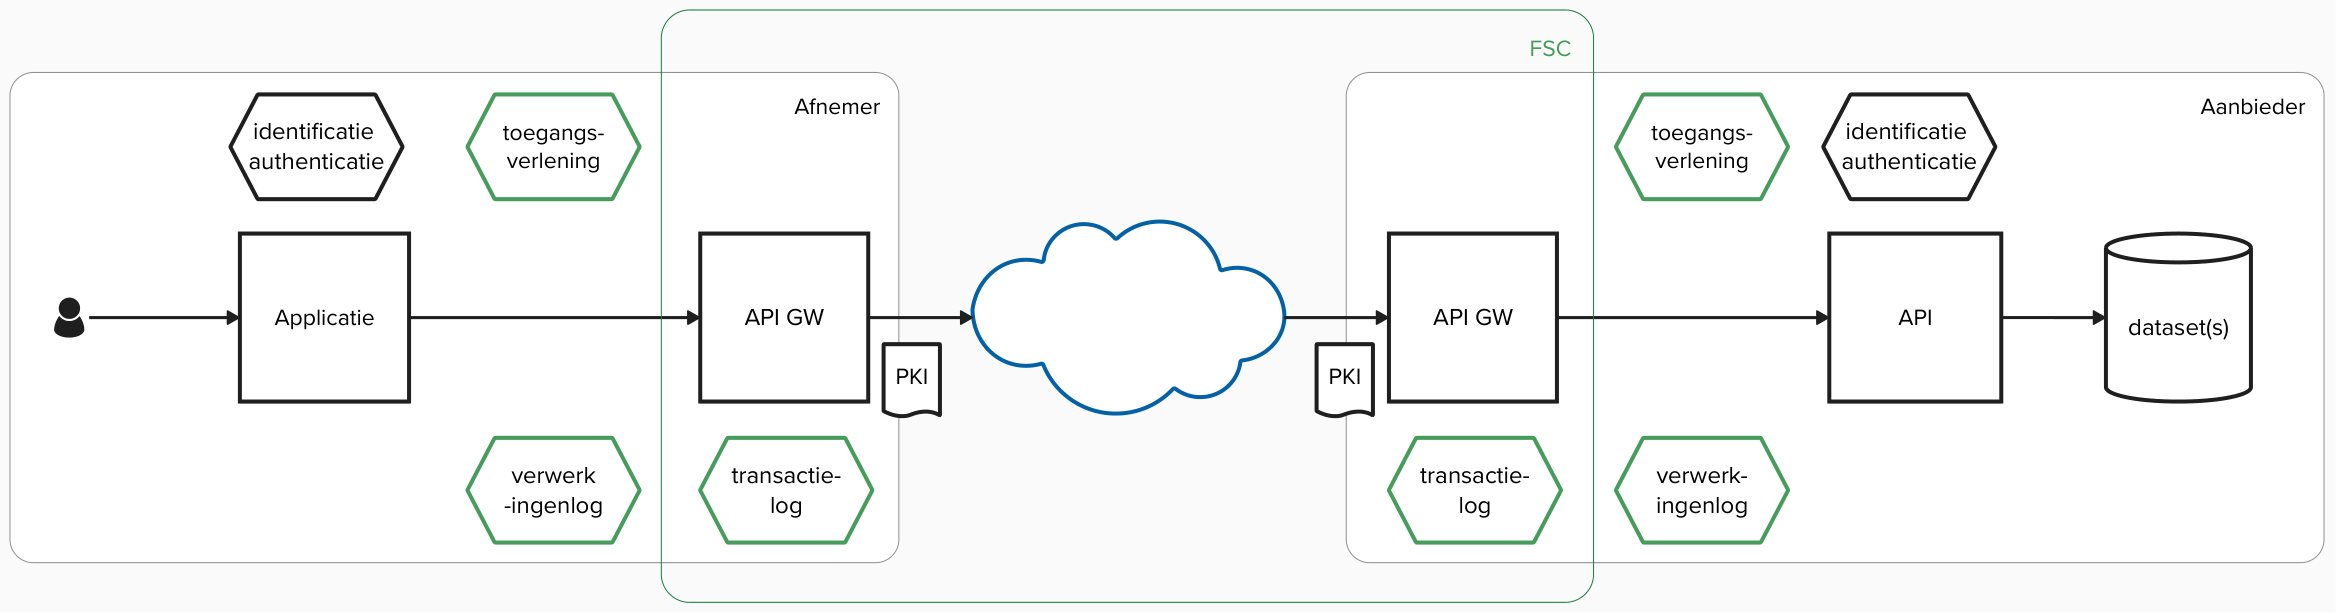 FSC
Afnemer
Aanbieder
identificatie
authenticatie
toegangs-
verlening
toegangs-
verlening
identificatie
authenticatie
Applicatie
API GW
API GW
API
dataset(s)
PKI
PKI
verwerk
-ingenlog
transactie-
log
transactie-
log
verwerk-
ingenlog